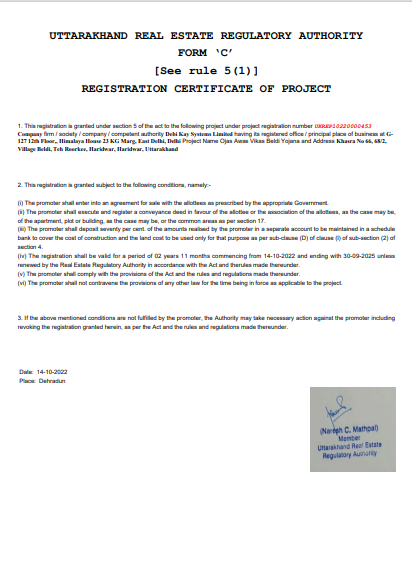 UTTARAKHAND REAL ESTATE REGULATORY AUTHORITY
FORM ‘C’
[See rule 5(1)]
REGISTRATION CERTIFICATE OF PROJECT
1. This registration is granted under section 5 of the act to the following project under project registration number UKREP10220000453
Company firm / society / company / competent authority Debi Kay Systems Limited having its registered office / principal place of business at G-
127 12th Floor,, Himalaya House 23 KG Marg, East Delhi, Delhi Project Name Ojas Awas Vikas Beldi Yojana and Address Khasra No 66, 68/2,
Village Beldi, Teh Roorkee, Haridwar, Haridwar, Uttarakhand
2. This registration is granted subject to the following conditions, namely:-
(i) The promoter shall enter into an agreement for sale with the allottees as prescribed by the appropriate Government.
(ii) The promoter shall execute and register a conveyance deed in favour of the allottee or the association of the allottees, as the case may be,
of the apartment, plot or building, as the case may be, or the common areas as per section 17.
(iii) The promoter shall deposit seventy per cent. of the amounts realised by the promoter in a separate account to be maintained in a schedule
bank to cover the cost of construction and the land cost to be used only for that purpose as per sub-clause (D) of clause (l) of sub-section (2) of
section 4.
(iv) The registration shall be valid for a period of 02 years 11 months commencing from 14-10-2022 and ending with 30-09-2025 unless
renewed by the Real Estate Regulatory Authority in accordance with the Act and therules made thereunder.
(v) The promoter shall comply with the provisions of the Act and the rules and regulations made thereunder.
(vi) The promoter shall not contravene the provisions of any other law for the time being in force as applicable to the project.
3. If the above mentioned conditions are not fulfilled by the promoter, the Authority may take necessary action against the promoter including
revoking the registration granted herein, as per the Act and the rules and regulations made thereunder.
Date: 14-10-2022
Place: Dehradun
(Naresh C. Mathpal)
Member
Uttarakhand Real Estate
Regulatory Authority